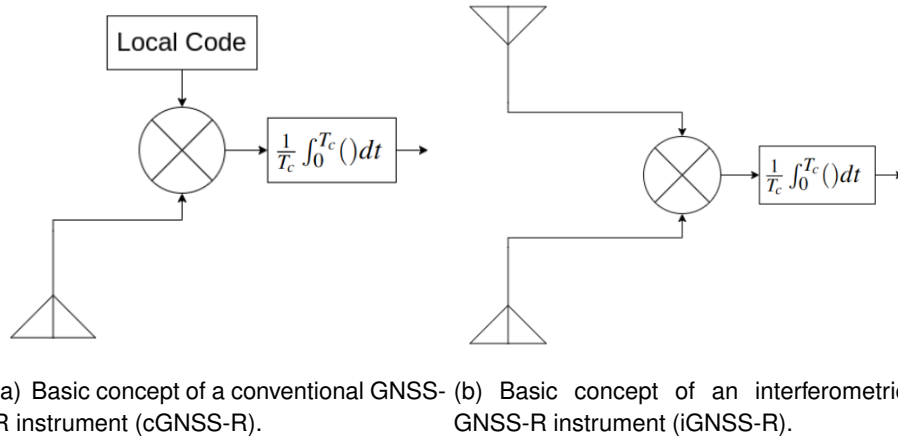 Local Code
1/T_c ∫_0^{T_c} ()dt
1/T_c ∫_0^{T_c} ()dt
a) Basic concept of a conventional GNSS-
R instrument (cGNSS-R).
(b) Basic concept of an interferometric
GNSS-R instrument (iGNSS-R).